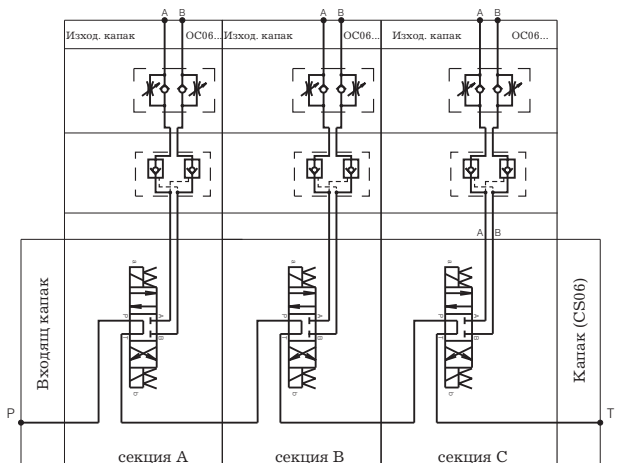 A B A B A B
Изход. капак OC06... Изход. капак OC06... Изход. капак OC06...
A B
a a a
Входящ капак
Капак (CS06)
P A P A P A
T B T B T B
b b b
P T
секция A секция B секция C